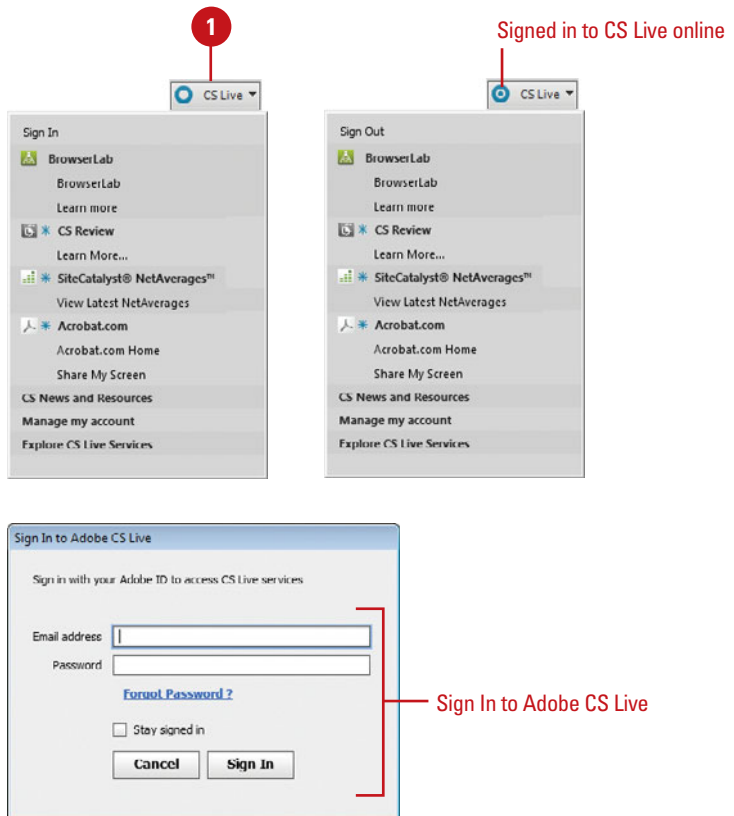 1
Signed in to CS Live online
CS Live
CS Live
Sign In
BrowserLab
BrowserLab
Learn more
CS Review
Learn More...
SiteCatalyst® NetAverages™
View Latest NetAverages
Acrobat.com
Acrobat.com Home
Share My Screen
CS News and Resources
Manage my account
Explore CS Live Services
Sign Out
BrowserLab
BrowserLab
Learn more
CS Review
Learn More...
SiteCatalyst® NetAverages™
View Latest NetAverages
Acrobat.com
Acrobat.com Home
Share My Screen
CS News and Resources
Manage my account
Explore CS Live Services
Sign In to Adobe CS Live
Sign in with your Adobe ID to access CS Live services
Email address
Password
Forgot Password ?
Stay signed in
Cancel Sign In
Sign In to Adobe CS Live